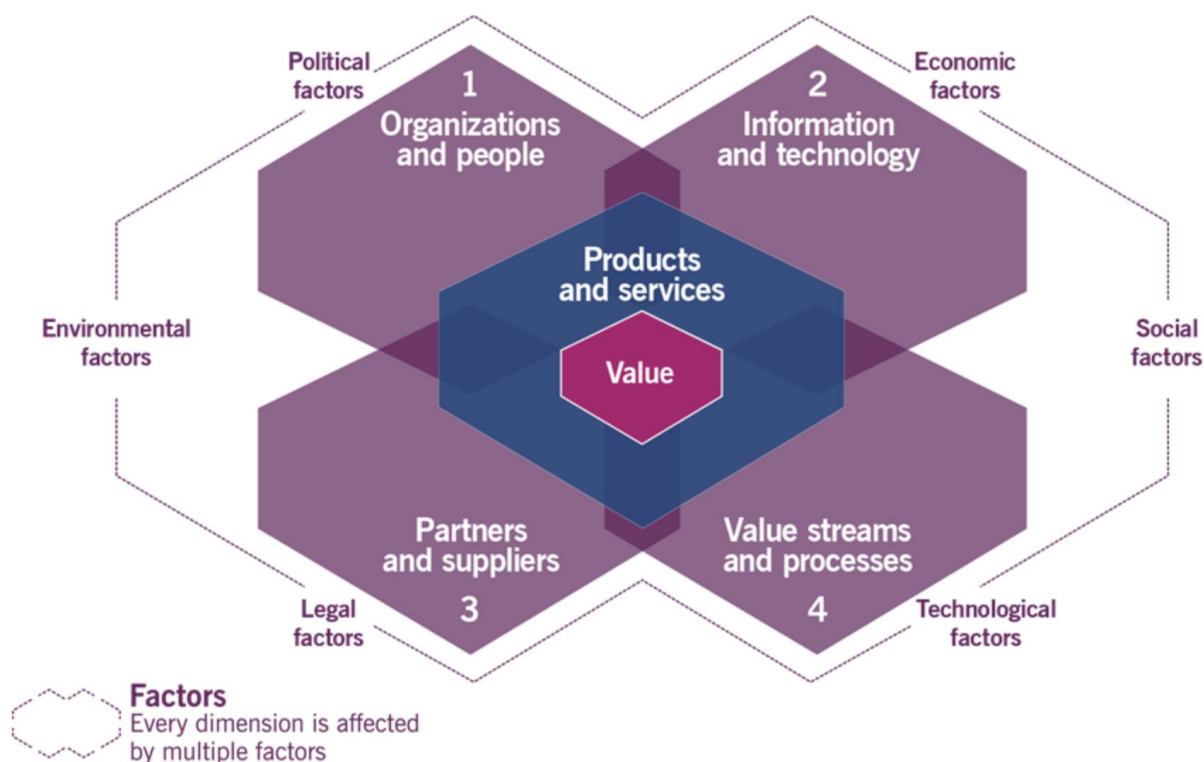 Political
factors
1
Organizations
and people
2
Information
and technology
Economic
factors
Products
and services
Environmental
factors
Value
Social
factors
Partners
and suppliers
3
Value streams
and processes
4
Legal
factors
Technological
factors
Factors
Every dimension is affected
by multiple factors